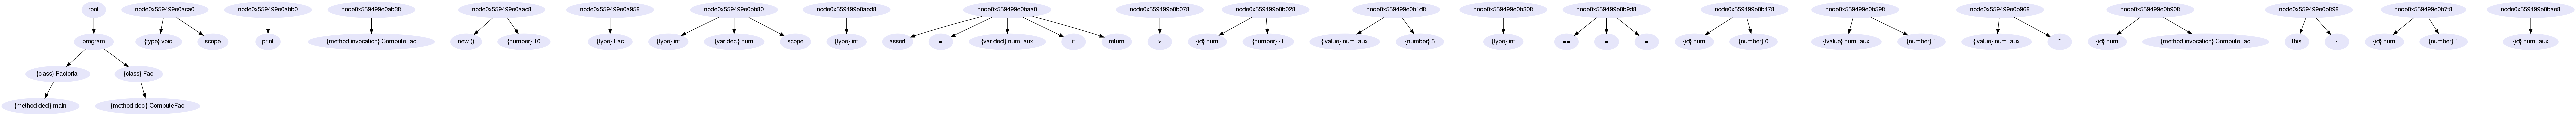 root node0x559499e0aca0 node0x559499e0abb0 node0x559499e0ab38 node0x559499e0aac8 node0x559499e0a958 node0x559499e0bb80 node0x559499e0aed8 node0x559499e0baa0 node0x559499e0b078 node0x559499e0b028 node0x559499e0b1d8 node0x559499e0b308 node0x559499e0b9d8 node0x559499e0b478 node0x559499e0b598 node0x559499e0b968 node0x559499e0b908 node0x559499e0b898 node0x559499e0b7f8 node0x559499e0bae8
program {type} void scope print {method invocation} ComputeFac new () {number} 10 {type} Fac {type} int {var decl} num scope {type} int assert = {var decl} num_aux if return > {id} num {number} -1 {lvalue} num_aux {number} 5 {type} int == = = {id} num {number} 0 {lvalue} num_aux {number} 1 {lvalue} num_aux * {id} num {method invocation} ComputeFac this - {id} num {number} 1 {id} num_aux
{class} Factorial {class} Fac
{method decl} main {method decl} ComputeFac